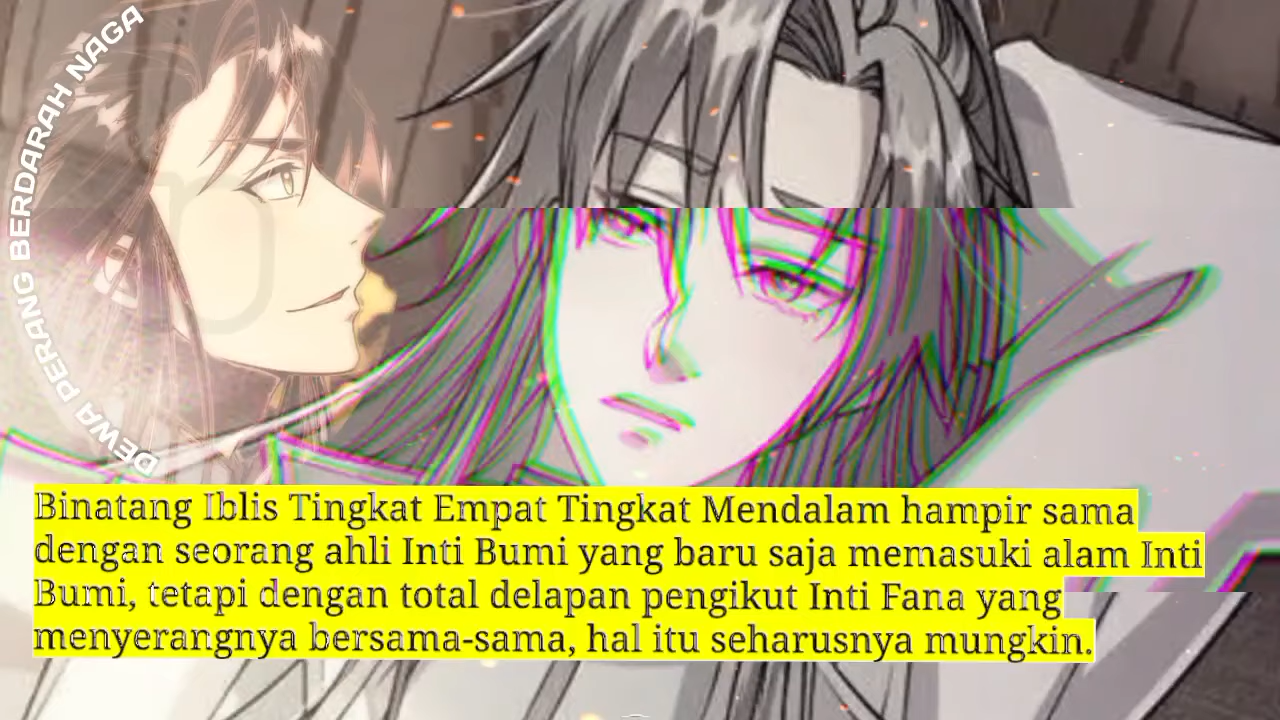 DEWA PERANG BERDARAH NAGA
Binatang Iblis Tingkat Empat Tingkat Mendalam hampir sama
dengan seorang ahli Inti Bumi yang baru saja memasuki alam Inti
Bumi, tetapi dengan total delapan pengikut Inti Fana yang
menyerangnya bersama-sama, hal itu seharusnya mungkin.